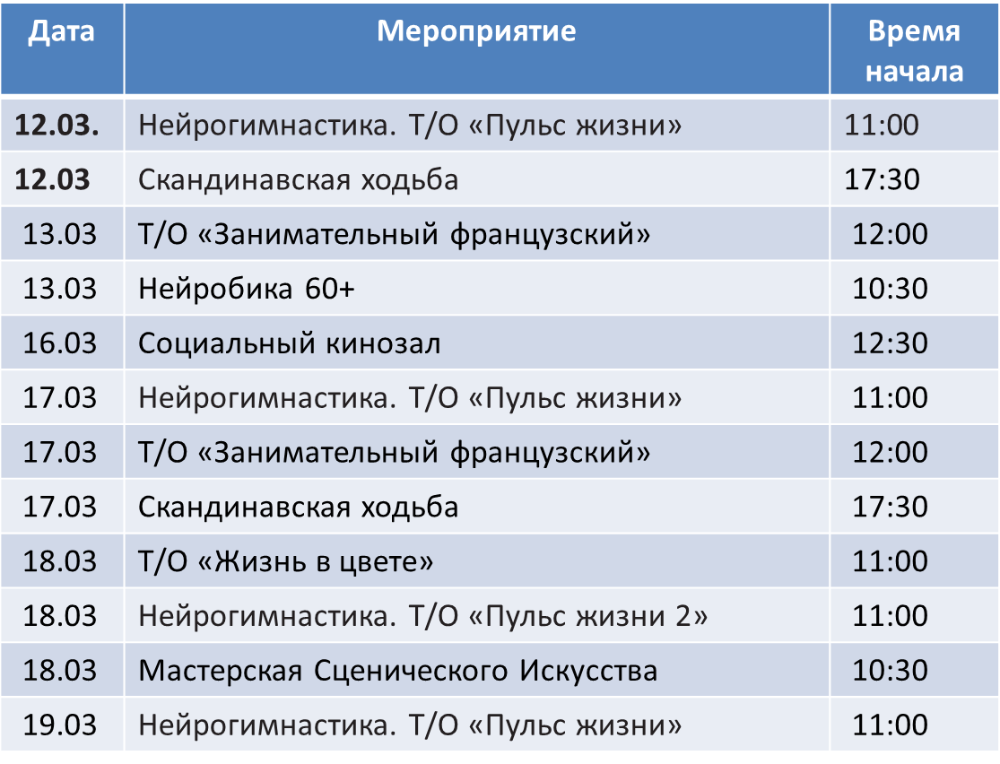 Дата Мероприятие Время начала
12.03. Нейрогимнастика. Т/О «Пульс жизни» 11:00
12.03 Скандинавская ходьба 17:30
13.03 Т/О «Занимательный французский» 12:00
13.03 Нейробика 60+ 10:30
16.03 Социальный кинозал 12:30
17.03 Нейрогимнастика. Т/О «Пульс жизни» 11:00
17.03 Т/О «Занимательный французский» 12:00
17.03 Скандинавская ходьба 17:30
18.03 Т/О «Жизнь в цвете» 11:00
18.03 Нейрогимнастика. Т/О «Пульс жизни 2» 11:00
18.03 Мастерская Сценического Искусства 10:30
19.03 Нейрогимнастика. Т/О «Пульс жизни» 11:00